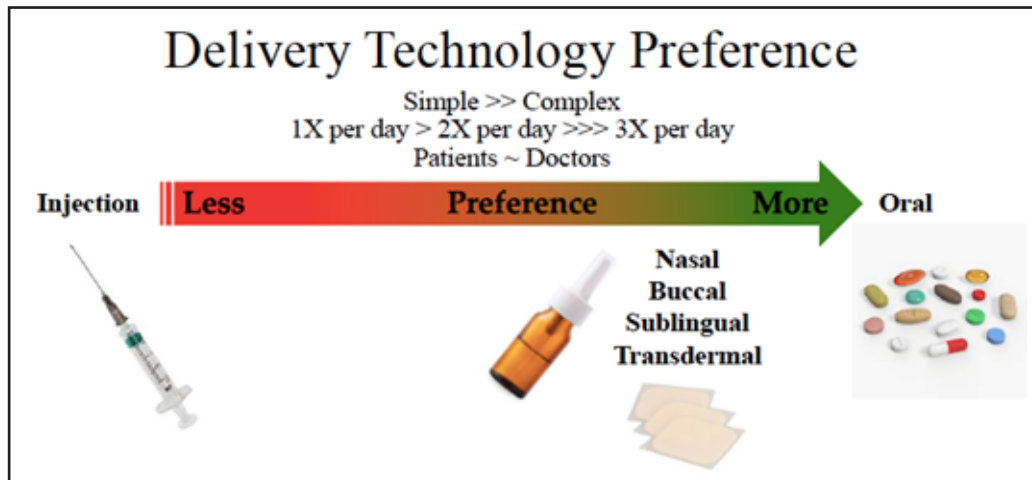 Delivery Technology Preference
Simple >> Complex
1X per day > 2X per day >>> 3X per day
Patients ~ Doctors
Injection Less Preference More Oral
Nasal
Buccal
Sublingual
Transdermal